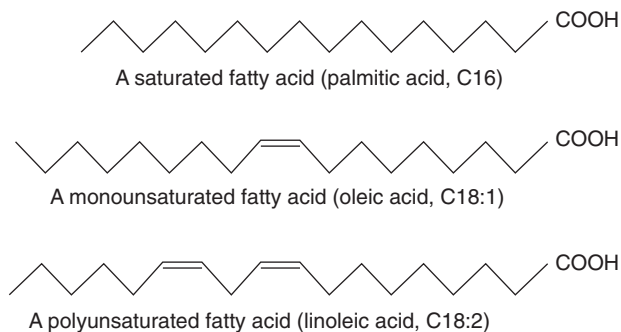 COOH
A saturated fatty acid (palmitic acid, C16)
COOH
A monounsaturated fatty acid (oleic acid, C18:1)
COOH
A polyunsaturated fatty acid (linoleic acid, C18:2)